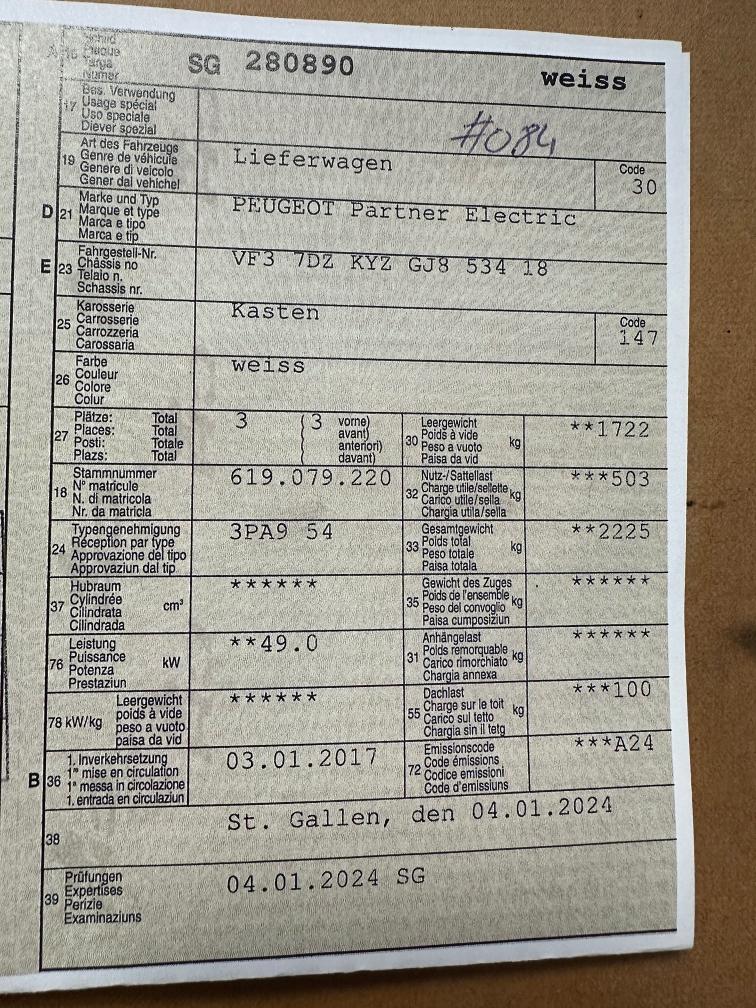 Schild
Plaque
Targa
Numer
SG 280890
weiss
17
Bes. Verwendung
Usage spécial
Uso speciale
Diever spezial
#084
19
Art des Fahrzeugs
Genre de véhicule
Genere di veicolo
Gener dal vehichel
Lieferwagen
Code
30
D
21
Marke und Typ
Marque et type
Marca e tipo
Marca e tip
PEUGEOT Partner Electric
E
23
Fahrgestell-Nr.
Châssis no
Telaio n.
Schassis nr.
VF3 7DZ KYZ GJ8 534 18
25
Karosserie
Carrosserie
Carrozzeria
Carossaria
Kasten
Code
147
26
Farbe
Couleur
Colore
Colur
weiss
27
Plätze: Total
Places: Total
Posti: Totale
Plazs: Total
3
3
vorne)
avant)
anteriori)
davant)
30
Leergewicht
Poids à vide
Peso a vuoto
Paisa da vid
kg
**1722
18
Stammnummer
N° matricule
N. di matricola
Nr. da matricla
619.079.220
32
Nutz-/Sattellast
Charge utile/sellette
Carico utile/sella
Chargia utila/sella
kg
***503
24
Typengenehmigung
Réception par type
Approvazione del tipo
Approvaziun dal tip
3PA9 54
33
Gesamtgewicht
Poids total
Peso totale
Paisa totala
kg
**2225
37
Hubraum
Cylindrée
Cilindrata
Cilindrada
cm³
******
35
Gewicht des Zuges
Poids de l'ensemble
Peso del convoglio
Paisa cumposiziun
kg
******
76
Leistung
Puissance
Potenza
Prestaziun
kW
**49.0
31
Anhängelast
Poids remorquable
Carico rimorchiato
Chargia annexa
kg
******
78 kW/kg
Leergewicht
poids à vide
peso a vuoto
paisa da vid
******
55
Dachlast
Charge sur le toit
Carico sul tetto
Chargia sin il tetg
kg
***100
B
36
1. Inverkehrsetzung
1re mise en circulation
1a messa in circolazione
1. entrada en circulaziun
03.01.2017
72
Emissionscode
Code émissions
Codice emissioni
Code d'emissiuns
***A24
38
St. Gallen, den 04.01.2024
39
Prüfungen
Expertises
Perizie
Examinaziuns
04.01.2024 SG